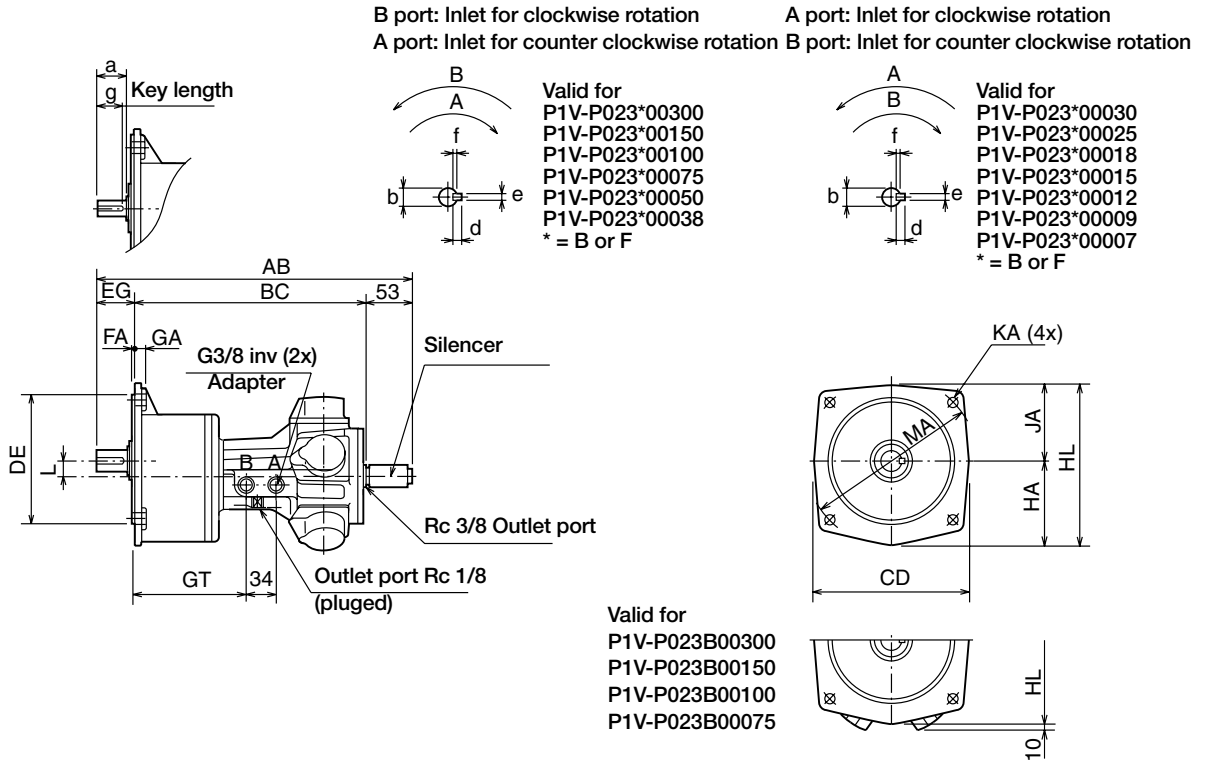 B port: Inlet for clockwise rotation
A port: Inlet for counter clockwise rotation
A port: Inlet for clockwise rotation
B port: Inlet for counter clockwise rotation
a
g
Key length
B
A
f
b
e
d
Valid for
P1V-P023*00300
P1V-P023*00150
P1V-P023*00100
P1V-P023*00075
P1V-P023*00050
P1V-P023*00038
* = B or F
A
B
f
b
e
d
Valid for
P1V-P023*00030
P1V-P023*00025
P1V-P023*00018
P1V-P023*00015
P1V-P023*00012
P1V-P023*00009
P1V-P023*00007
* = B or F
AB
EG
BC
53
FA
GA
G3/8 inv (2x)
Adapter
Silencer
DE
L
B
A
Rc 3/8 Outlet port
GT
34
Outlet port Rc 1/8
(pluged)
KA (4x)
MA
JA
HA
HL
CD
Valid for
P1V-P023B00300
P1V-P023B00150
P1V-P023B00100
P1V-P023B00075
HL
10